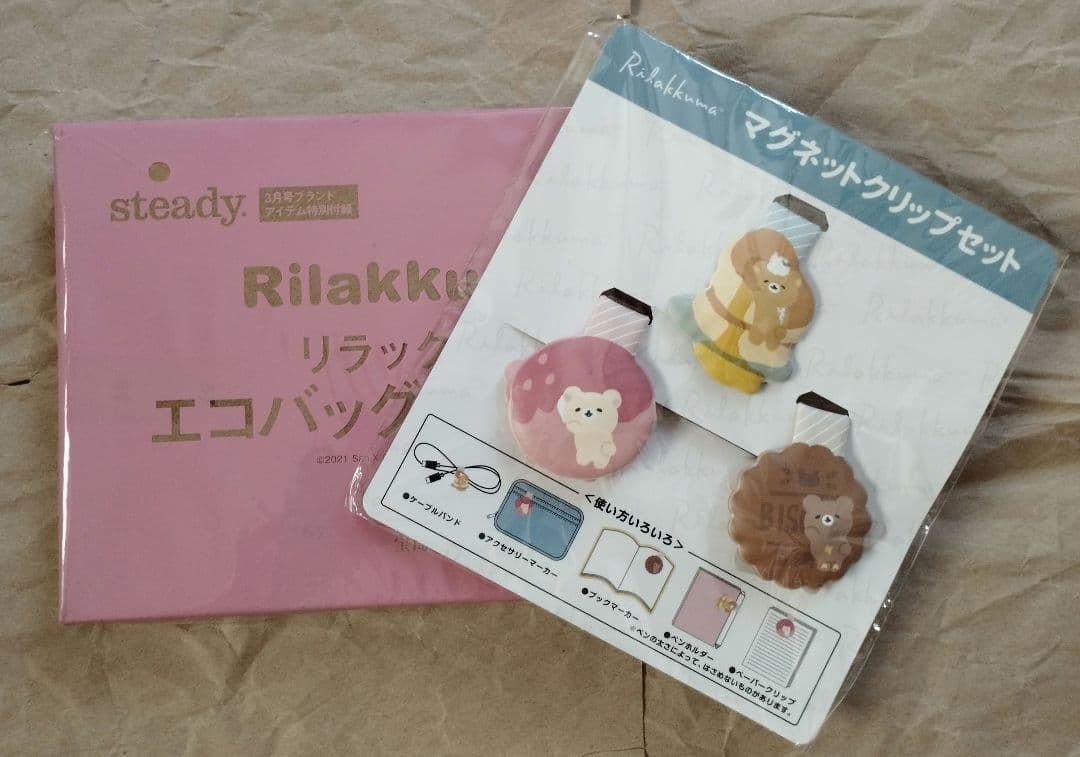 steady.
3月号ブランド
アイテム特別付録
Rilakku
リラック
エコバッグ
©2021 San-X
Rilakkuma
マグネットクリップセット
BIS
<使い方いろいろ>
●ケーブルバンド
●アクセサリーマーカー
●ブックマーカー
●ペンホルダー
※ペンの太さによって、はさめないものがあります。
●ペーパークリップ